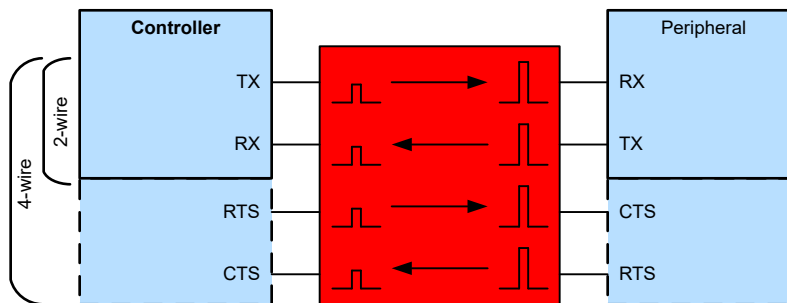 Controller
Peripheral
TX
RX
RX
TX
RTS
CTS
CTS
RTS
2-wire
4-wire